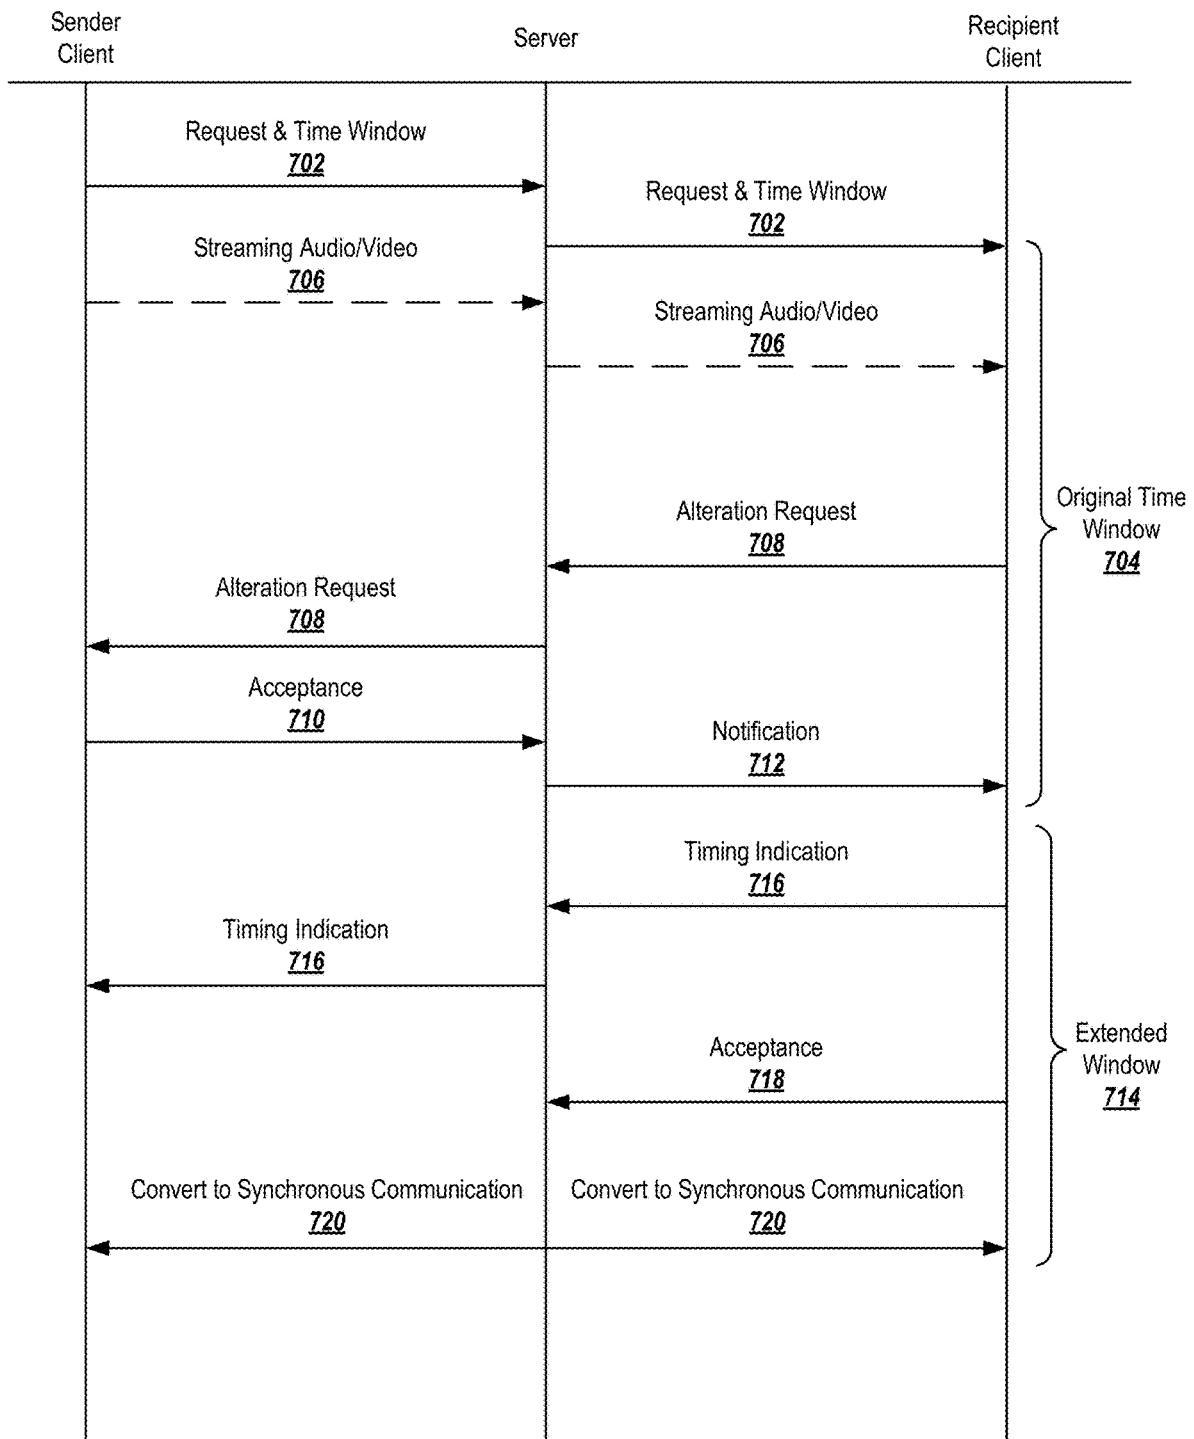 Sender
Client
Server
Recipient
Client
Request & Time Window
702
Request & Time Window
702
Streaming Audio/Video
706
Streaming Audio/Video
706
Original Time
Window
704
Alteration Request
708
Alteration Request
708
Acceptance
710
Notification
712
Timing Indication
716
Timing Indication
716
Extended
Window
714
Acceptance
718
Convert to Synchronous Communication
720
Convert to Synchronous Communication
720